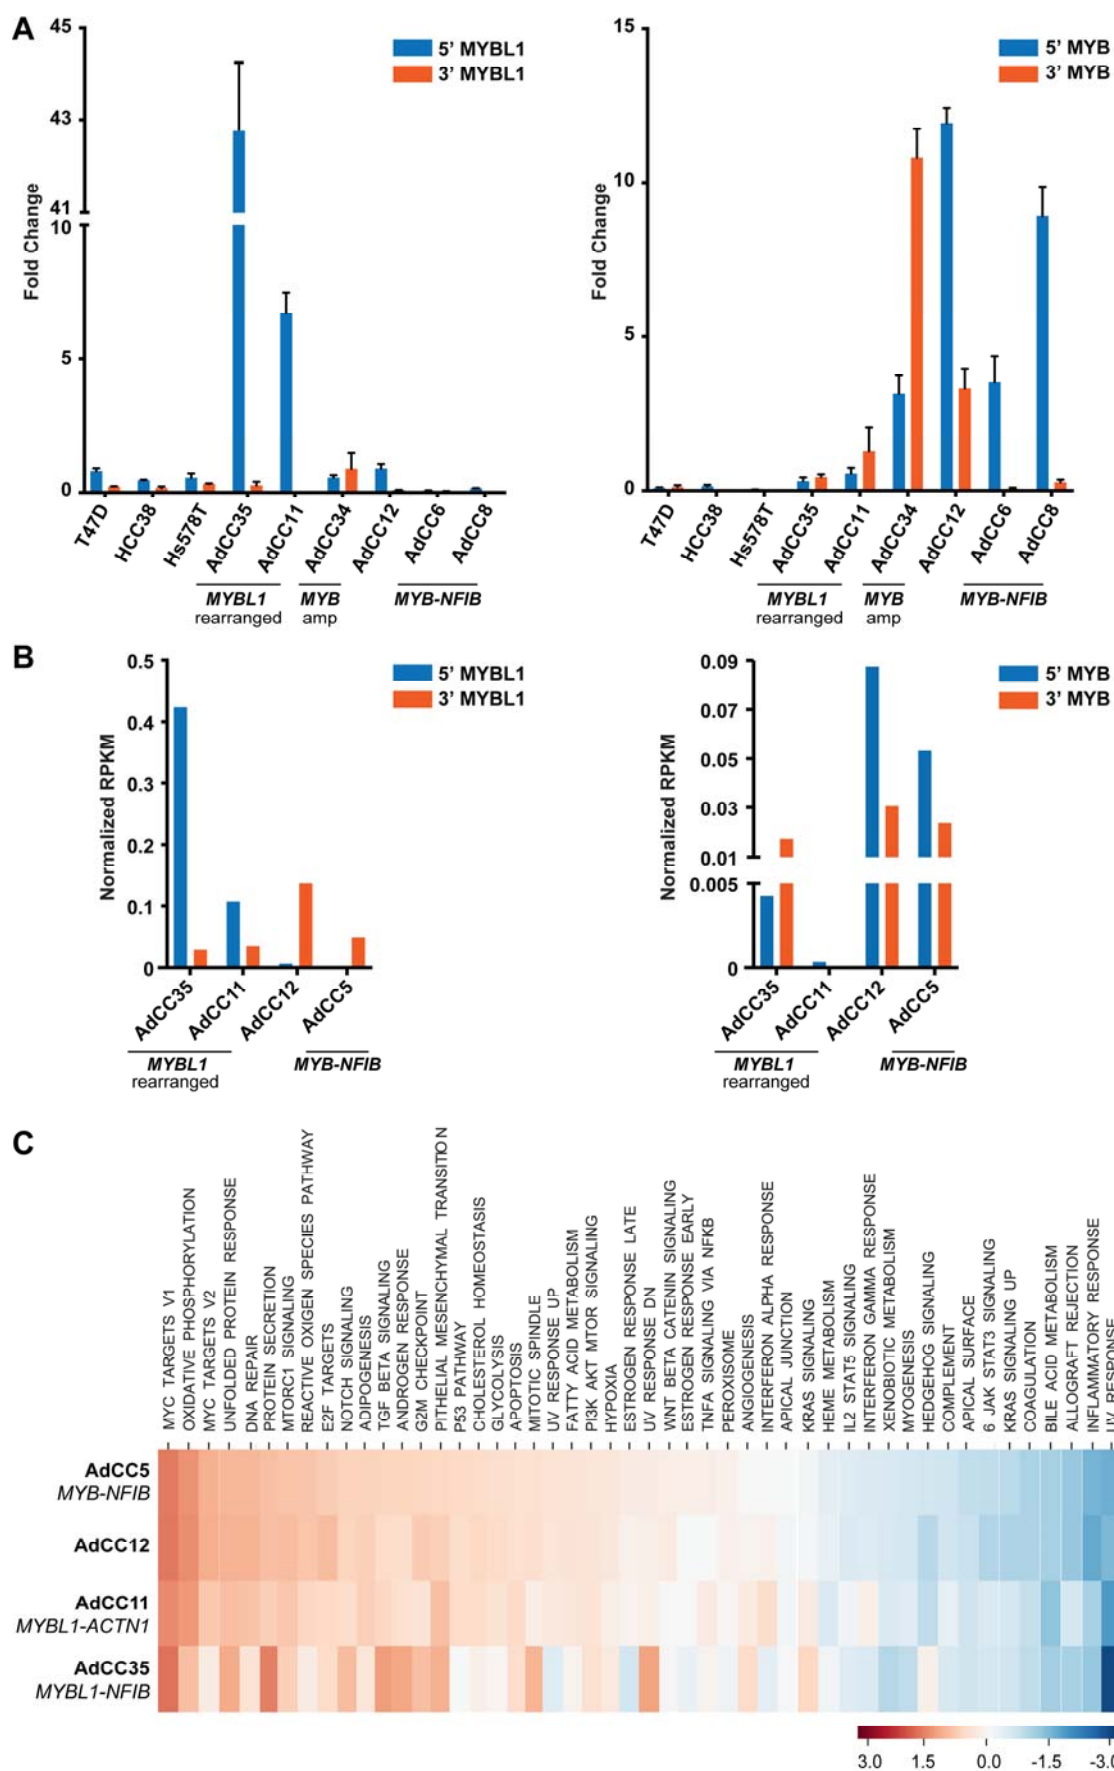 A
45
43
41
10
5
0
Fold Change
5' MYBL1
3' MYBL1
T47D
HCC38
Hs578T
AdCC35
AdCC11
AdCC34
AdCC12
AdCC6
AdCC8
MYBL1
rearranged
MYB
amp
MYB-NFIB
15
10
5
0
Fold Change
5' MYB
3' MYB
T47D
HCC38
Hs578T
AdCC35
AdCC11
AdCC34
AdCC12
AdCC6
AdCC8
MYBL1
rearranged
MYB
amp
MYB-NFIB
B
0.5
0.4
0.3
0.2
0.1
0
Normalized RPKM
5' MYBL1
3' MYBL1
AdCC35
AdCC11
AdCC12
AdCC5
MYBL1
rearranged
MYB-NFIB
0.09
0.07
0.05
0.03
0.01
0.005
0
Normalized RPKM
5' MYB
3' MYB
AdCC35
AdCC11
AdCC12
AdCC5
MYBL1
rearranged
MYB-NFIB
C
MYC TARGETS V1
OXIDATIVE PHOSPHORYLATION
MYC TARGETS V2
UNFOLDED PROTEIN RESPONSE
DNA REPAIR
PROTEIN SECRETION
MTORC1 SIGNALING
REACTIVE OXIGEN SPECIES PATHWAY
E2F TARGETS
NOTCH SIGNALING
ADIPOGENESIS
TGF BETA SIGNALING
ANDROGEN RESPONSE
G2M CHECKPOINT
PITHELIAL MESENCHYMAL TRANSITION
P53 PATHWAY
CHOLESTEROL HOMEOSTASIS
GLYCOLYSIS
APOPTOSIS
MITOTIC SPINDLE
UV RESPONSE UP
FATTY ACID METABOLISM
PI3K AKT MTOR SIGNALING
HYPOXIA
ESTROGEN RESPONSE LATE
UV RESPONSE DN
WNT BETA CATENIN SIGNALING
ESTROGEN RESPONSE EARLY
TNFA SIGNALING VIA NFKB
PEROXISOME
ANGIOGENESIS
INTERFERON ALPHA RESPONSE
APICAL JUNCTION
KRAS SIGNALING
HEME METABOLISM
IL2 STAT5 SIGNALING
INTERFERON GAMMA RESPONSE
XENOBIOTIC METABOLISM
MYOGENESIS
HEDGEHOG SIGNALING
COMPLEMENT
APICAL SURFACE
6 JAK STAT3 SIGNALING
KRAS SIGNALING UP
COAGULATION
BILE ACID METABOLISM
ALLOGRAFT REJECTION
INFLAMMATORY RESPONSE
UV RESPONSE
AdCC5
MYB-NFIB
AdCC12
AdCC11
MYBL1-ACTN1
AdCC35
MYBL1-NFIB
3.0
1.5
0.0
-1.5
-3.0